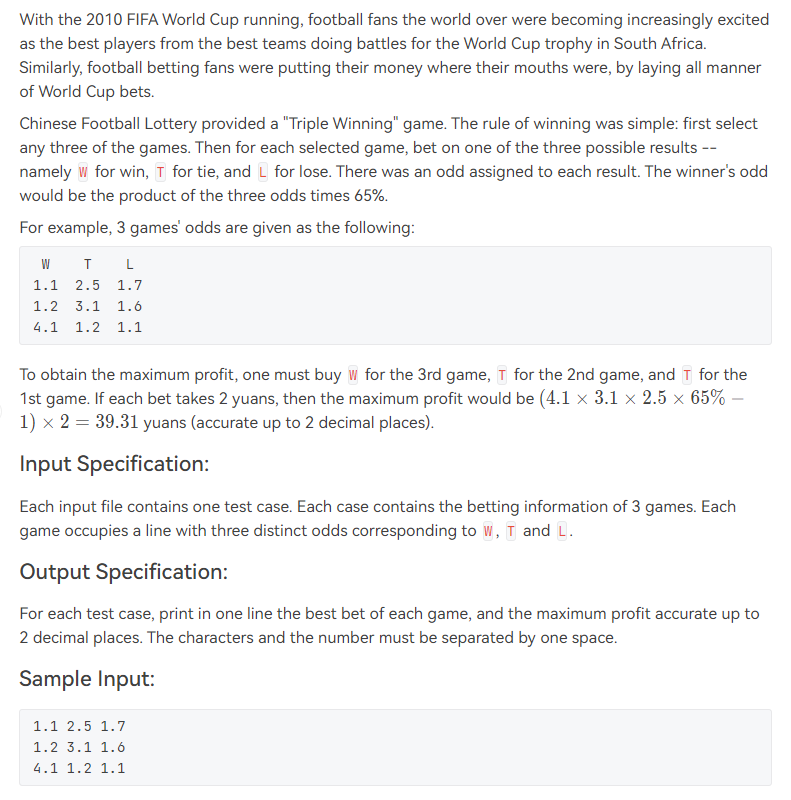 With the 2010 FIFA World Cup running, football fans the world over were becoming increasingly excited
as the best players from the best teams doing battles for the World Cup trophy in South Africa.
Similarly, football betting fans were putting their money where their mouths were, by laying all manner
of World Cup bets.
Chinese Football Lottery provided a "Triple Winning" game. The rule of winning was simple: first select
any three of the games. Then for each selected game, bet on one of the three possible results --
namely W for win, T for tie, and L for lose. There was an odd assigned to each result. The winner's odd
would be the product of the three odds times 65%.
For example, 3 games' odds are given as the following:
W T L
1.1 2.5 1.7
1.2 3.1 1.6
4.1 1.2 1.1
To obtain the maximum profit, one must buy W for the 3rd game, T for the 2nd game, and T for the
1st game. If each bet takes 2 yuans, then the maximum profit would be (4.1 × 3.1 × 2.5 × 65% −
1) × 2 = 39.31 yuans (accurate up to 2 decimal places).
Input Specification:
Each input file contains one test case. Each case contains the betting information of 3 games. Each
game occupies a line with three distinct odds corresponding to W, T and L.
Output Specification:
For each test case, print in one line the best bet of each game, and the maximum profit accurate up to
2 decimal places. The characters and the number must be separated by one space.
Sample Input:
1.1 2.5 1.7
1.2 3.1 1.6
4.1 1.2 1.1